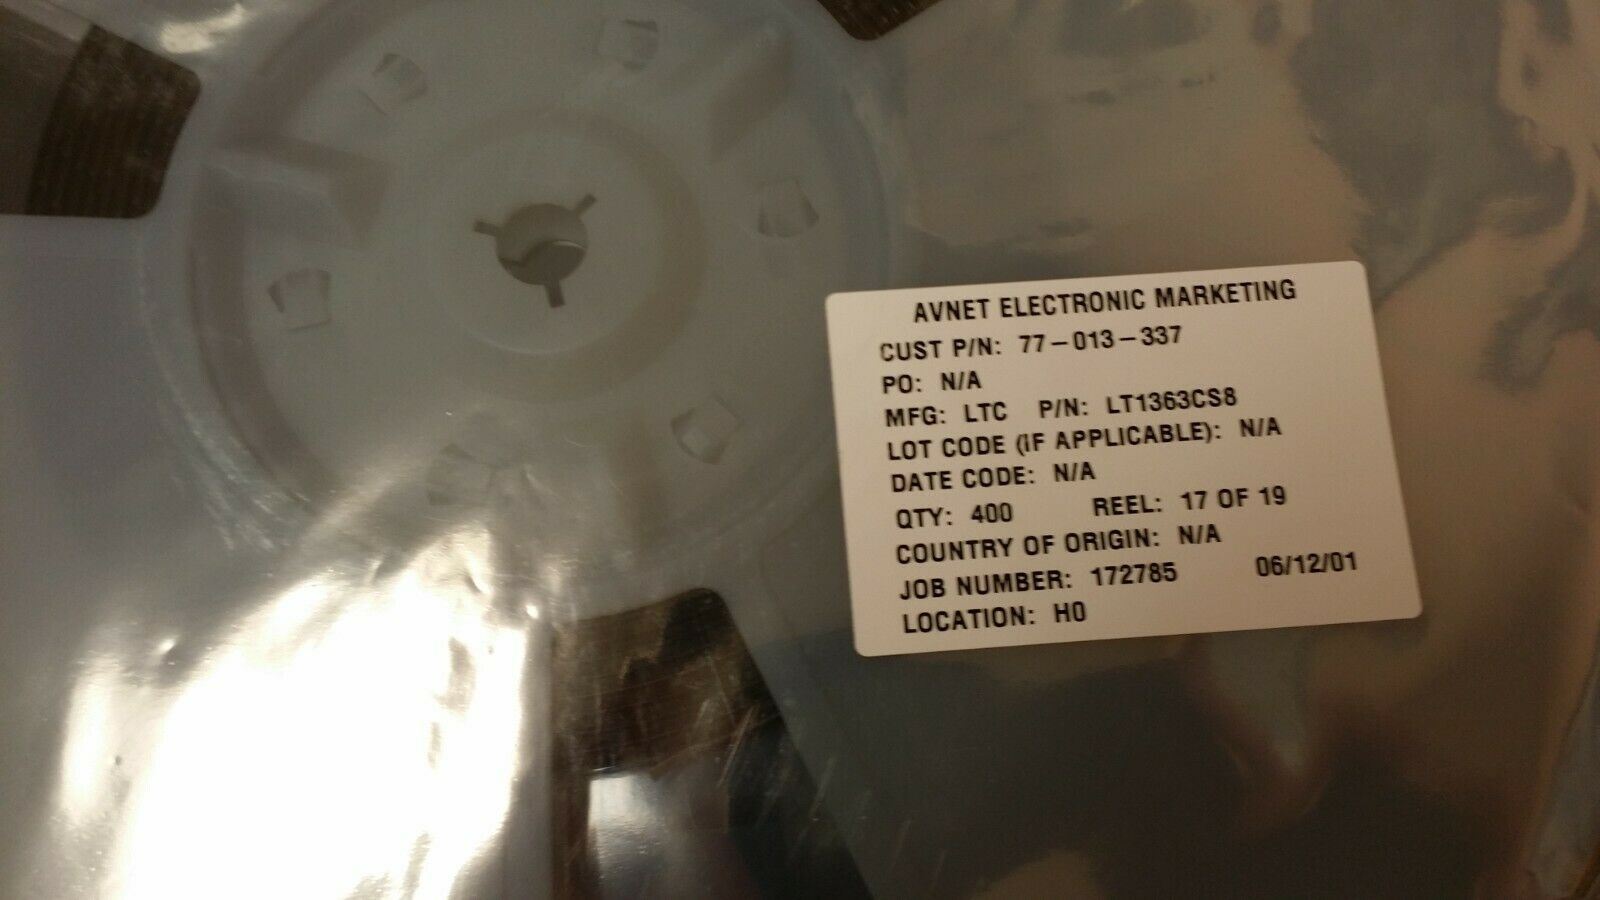 AVNET ELECTRONIC MARKETING
CUST P/N: 77-013-337
PO: N/A
MFG: LTC P/N: LT1363CS8
LOT CODE (IF APPLICABLE): N/A
DATE CODE: N/A
QTY: 400 REEL: 17 OF 19
COUNTRY OF ORIGIN: N/A
JOB NUMBER: 172785 06/12/01
LOCATION: H0